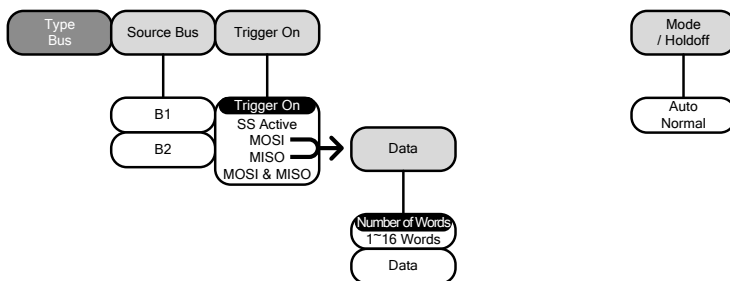 Type
Bus
Source Bus
Trigger On
Mode
/ Holdoff
B1
B2
Trigger On
SS Active
MOSI
MISO
MOSI & MISO
Data
Number of Words
1~16 Words
Data
Auto
Normal